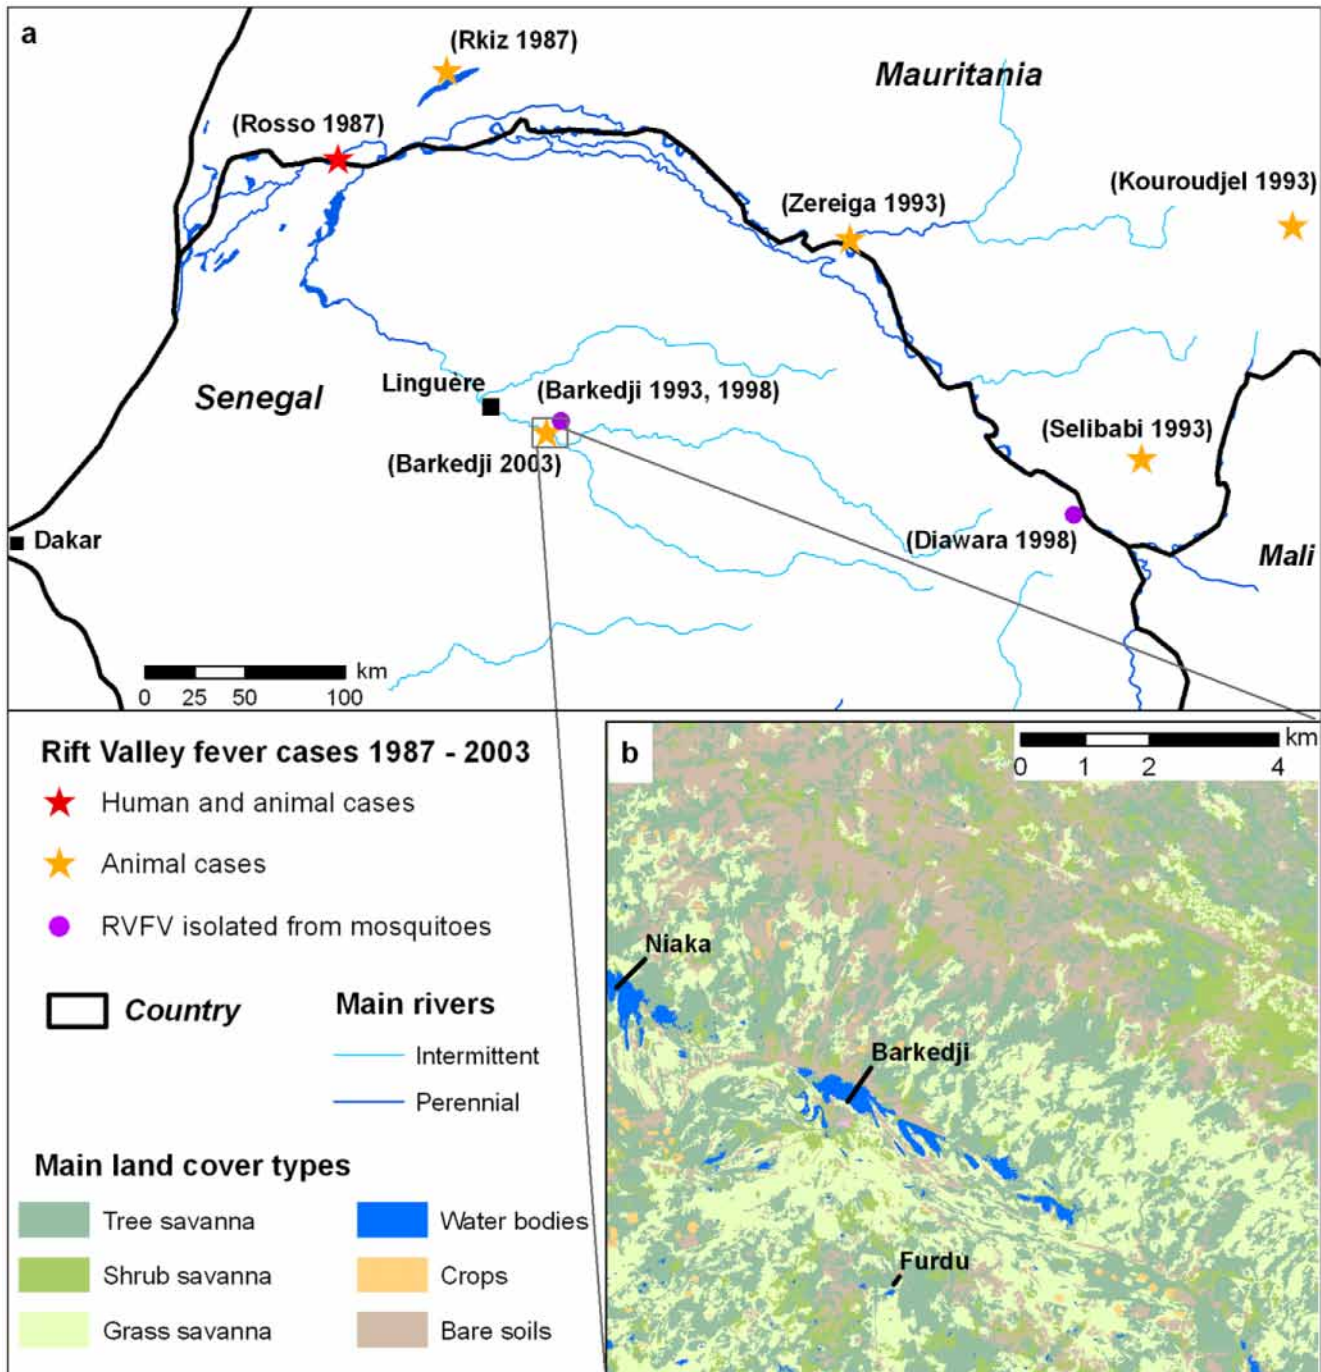 a
(Rkiz 1987)
Mauritania
(Rosso 1987)
(Kouroudjel 1993)
(Zereiga 1993)
Senegal
Linguère
(Barkedji 1993, 1998)
(Barkedji 2003)
(Selibabi 1993)
(Diawara 1998)
Dakar
Mali
km
0 25 50 100
Rift Valley fever cases 1987 - 2003
Human and animal cases
Animal cases
RVFV isolated from mosquitoes
Country
Main rivers
Intermittent
Perennial
Main land cover types
Tree savanna
Shrub savanna
Grass savanna
Water bodies
Crops
Bare soils
b
km
0 1 2 4
Niaka
Barkedji
Furdu